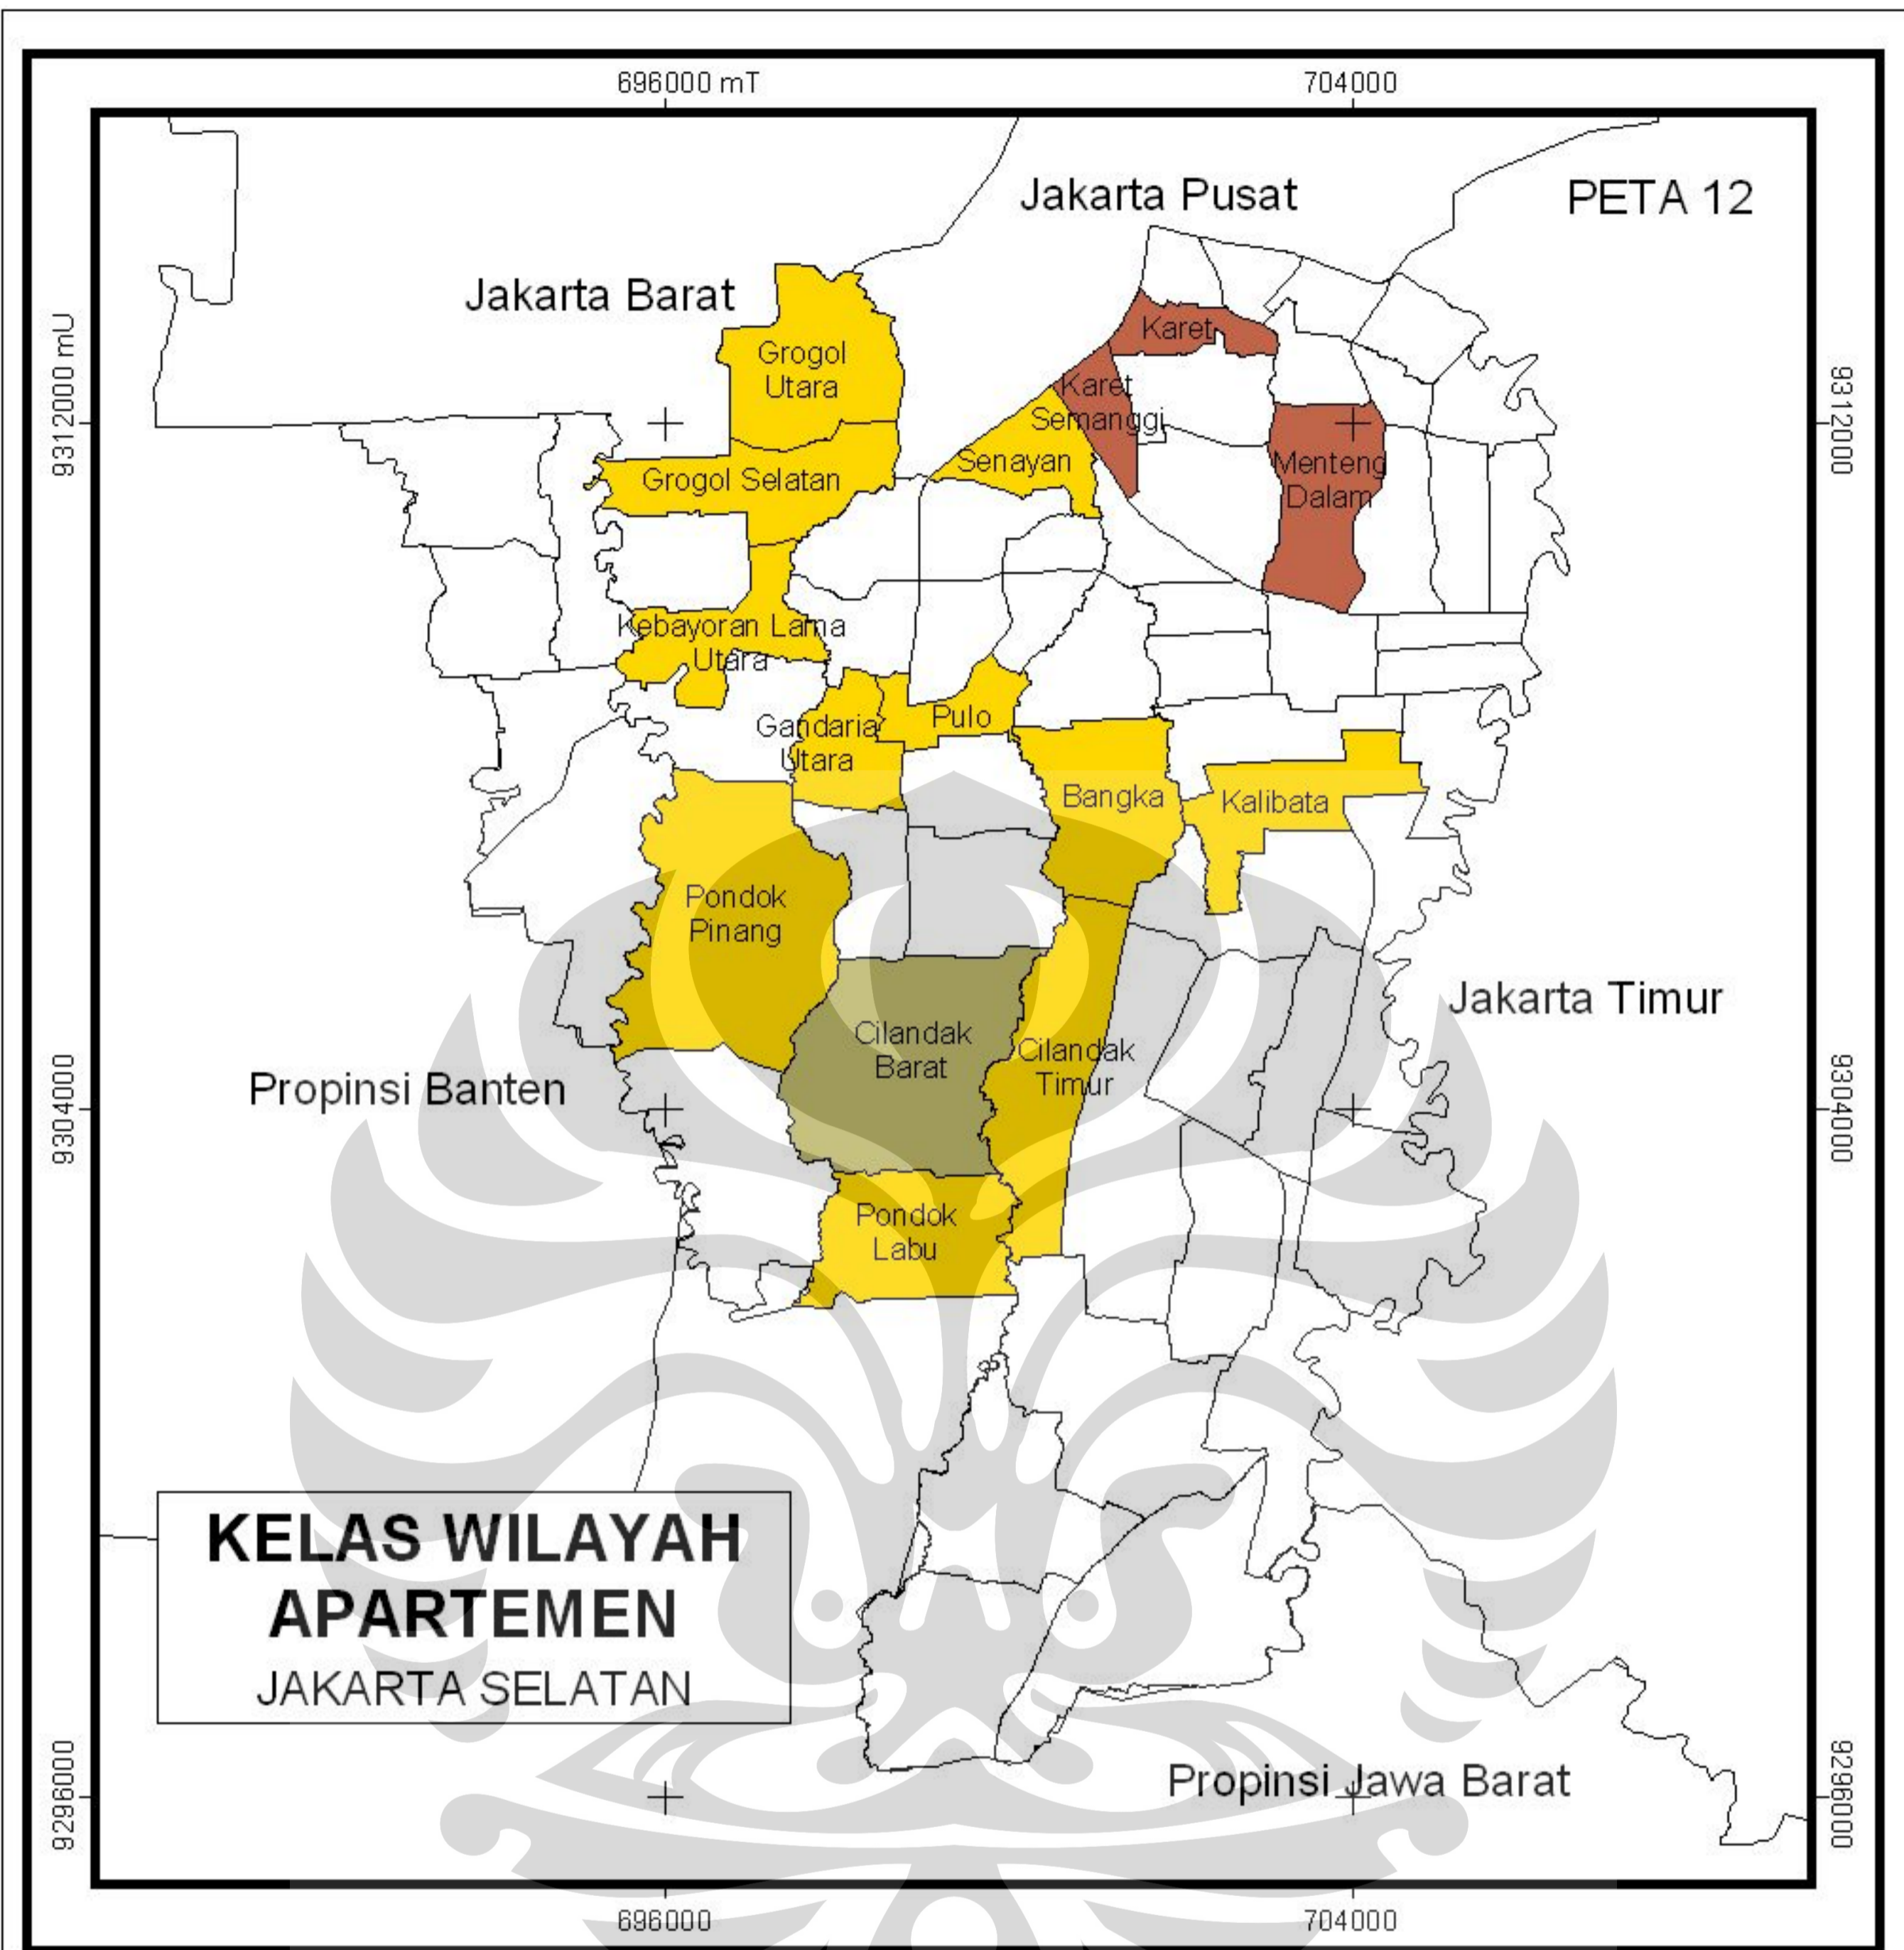 696000 mT
704000
Jakarta Pusat
PETA 12
Jakarta Barat
9312000 mU
9312000
Karet
Grogol
Utara
Karet
Semanggi
Senayan
Menteng
Dalam
Grogol Selatan
Kebayoran Lama
Utara
Gandaria
Utara
Pulo
Bangka
Kalibata
Pondok
Pinang
Cilandak
Barat
Cilandak
Timur
Jakarta Timur
Propinsi Banten
9304000
9304000
Pondok
Labu
KELAS WILAYAH
APARTEMEN
JAKARTA SELATAN
Propinsi Jawa Barat
9296000
9296000
696000
704000